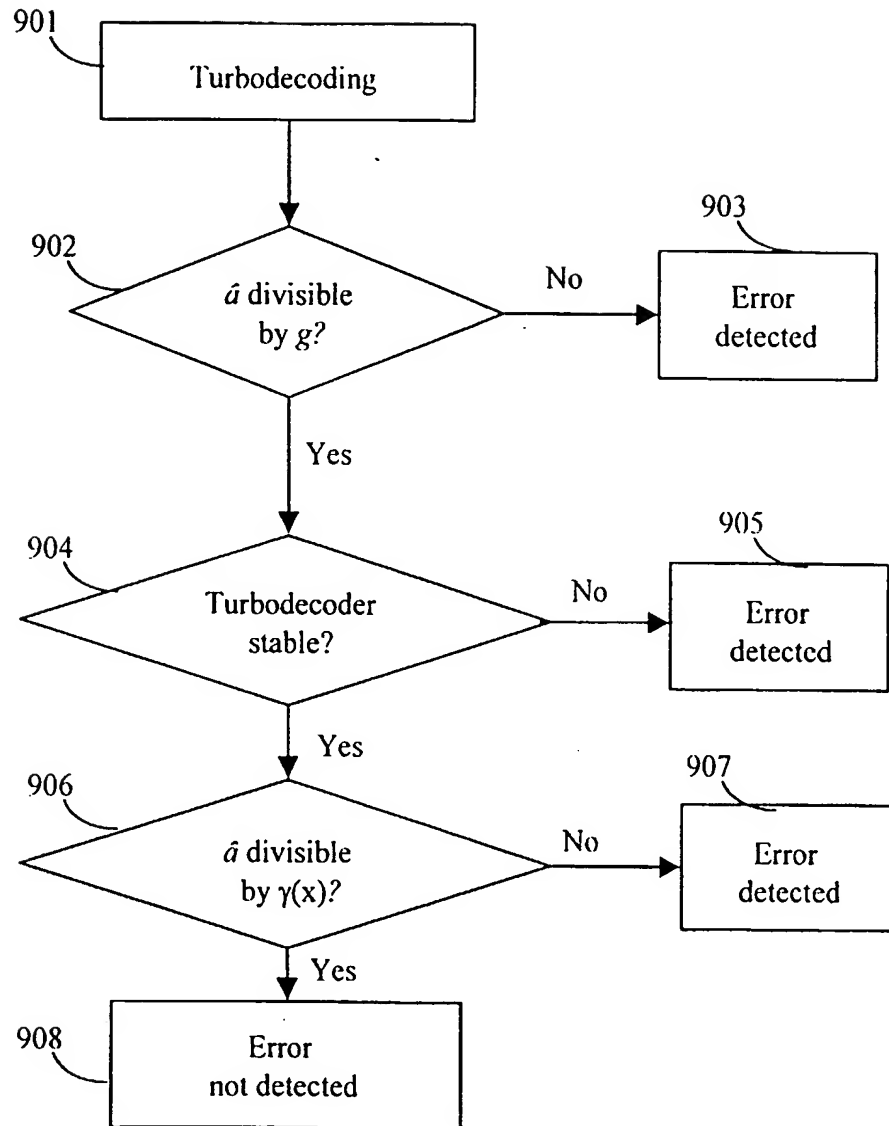 901
Turbodecoding
902
903
â divisible
by g?
No
Error
detected
Yes
904
905
Turbodecoder
stable?
No
Error
detected
Yes
906
907
â divisible
by γ(x)?
No
Error
detected
Yes
908
Error
not detected